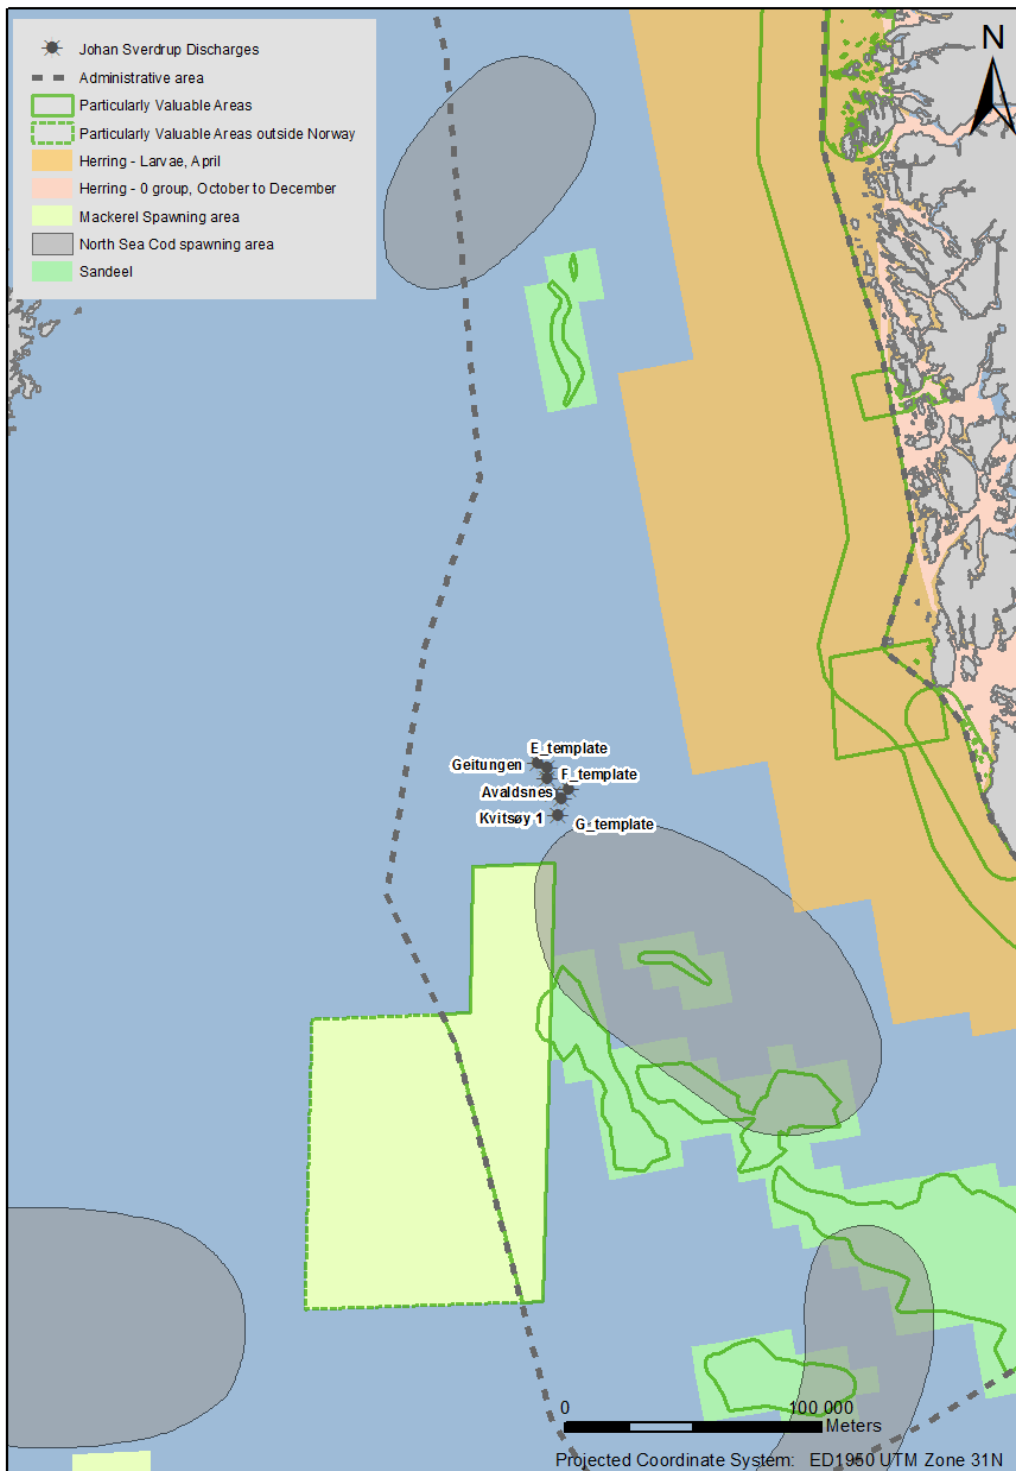 Johan Sverdrup Discharges
Administrative area
Particularly Valuable Areas
Particularly Valuable Areas outside Norway
Herring - Larvae, April
Herring - 0 group, October to December
Mackerel Spawning area
North Sea Cod spawning area
Sandeel
N
E_template
Geitungen
F_template
Avaldsnes
Kvitsøy 1
G_template
0 100 000
Meters
Projected Coordinate System: ED1950 UTM Zone 31N